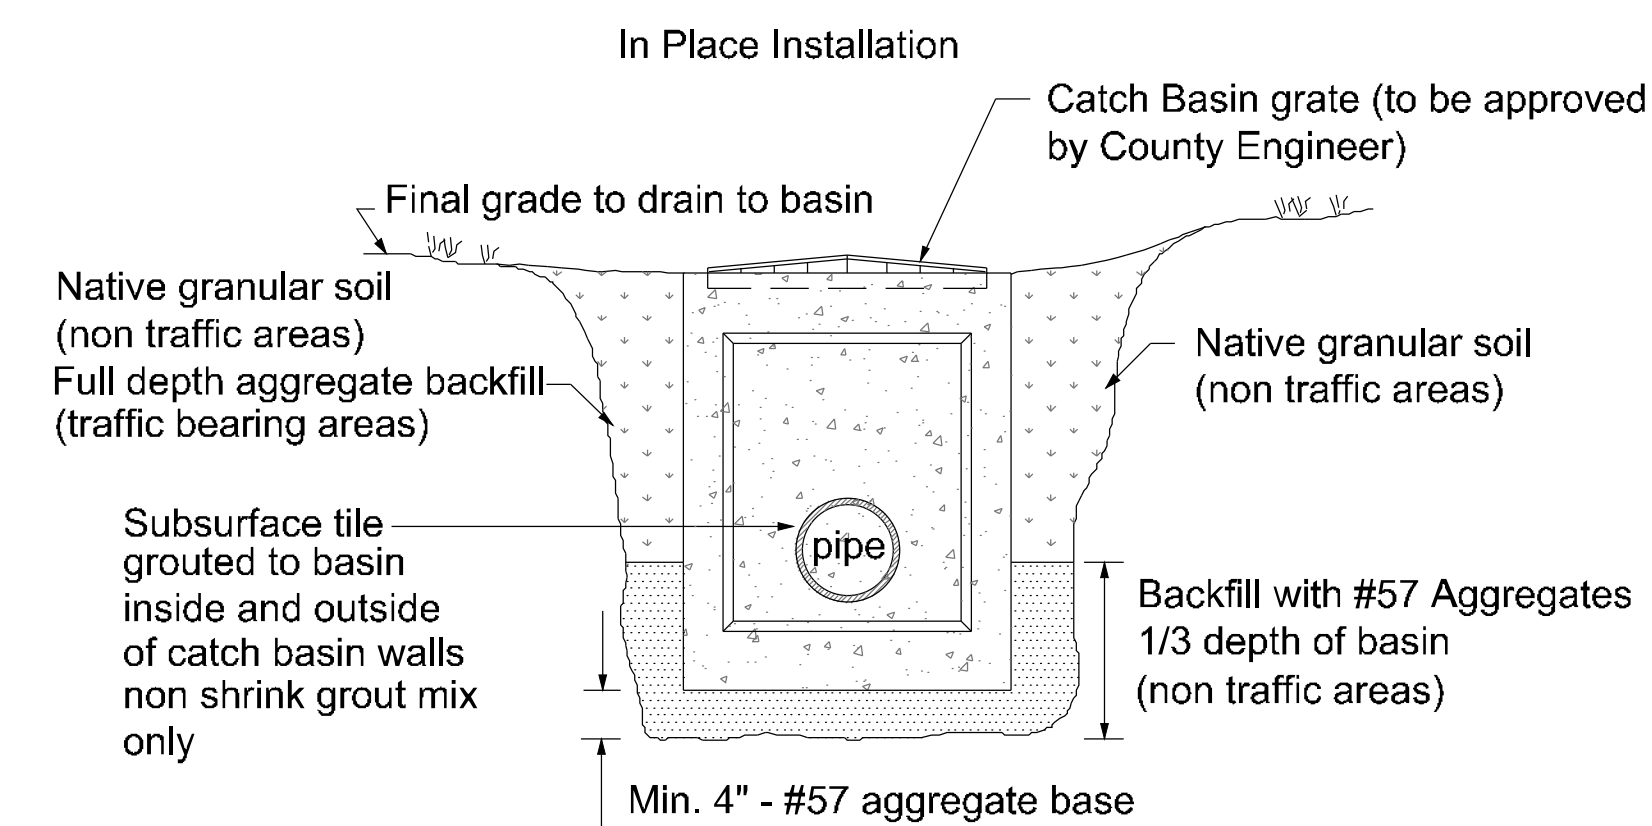 In Place Installation
Catch Basin grate (to be approved
by County Engineer)
Final grade to drain to basin
Native granular soil
(non traffic areas)
Full depth aggregate backfill
(traffic bearing areas)
Native granular soil
(non traffic areas)
Subsurface tile
grouted to basin
inside and outside
of catch basin walls
non shrink grout mix
only
pipe
Backfill with #57 Aggregates
1/3 depth of basin
(non traffic areas)
Min. 4" - #57 aggregate base